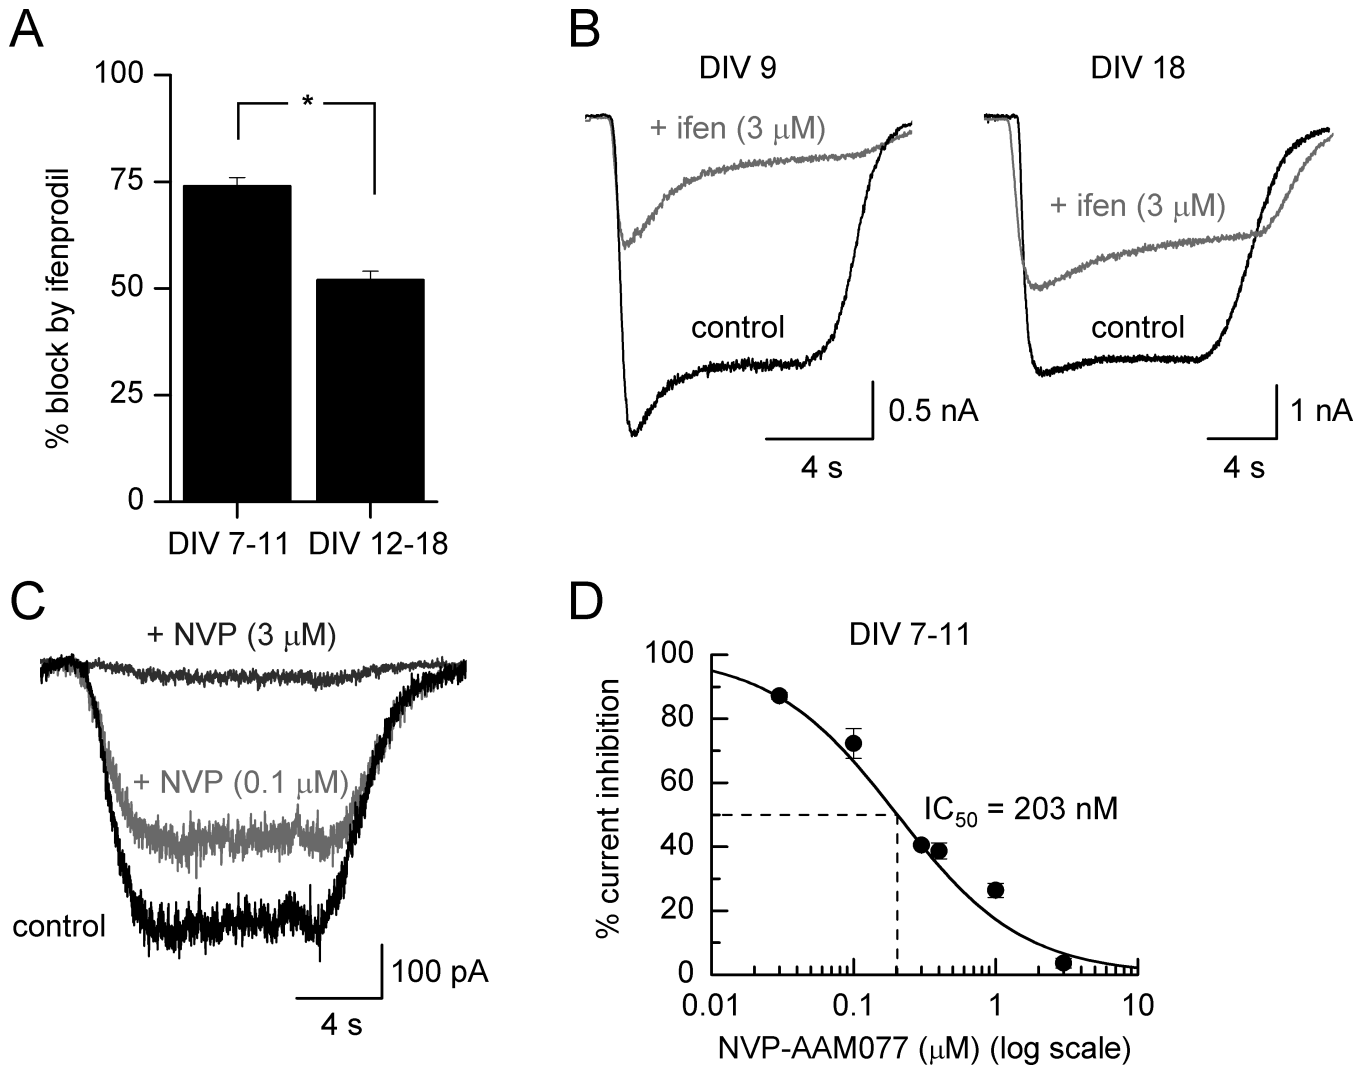 A
100
75
50
25
0
% block by ifenprodil
*
DIV 7-11
DIV 12-18
B
DIV 9
+ ifen (3 μM)
control
0.5 nA
4 s
DIV 18
+ ifen (3 μM)
control
1 nA
4 s
C
+ NVP (3 μM)
+ NVP (0.1 μM)
control
100 pA
4 s
D
DIV 7-11
100
80
60
40
20
0
% current inhibition
IC50 = 203 nM
0.01
0.1
1
10
NVP-AAM077 (μM) (log scale)